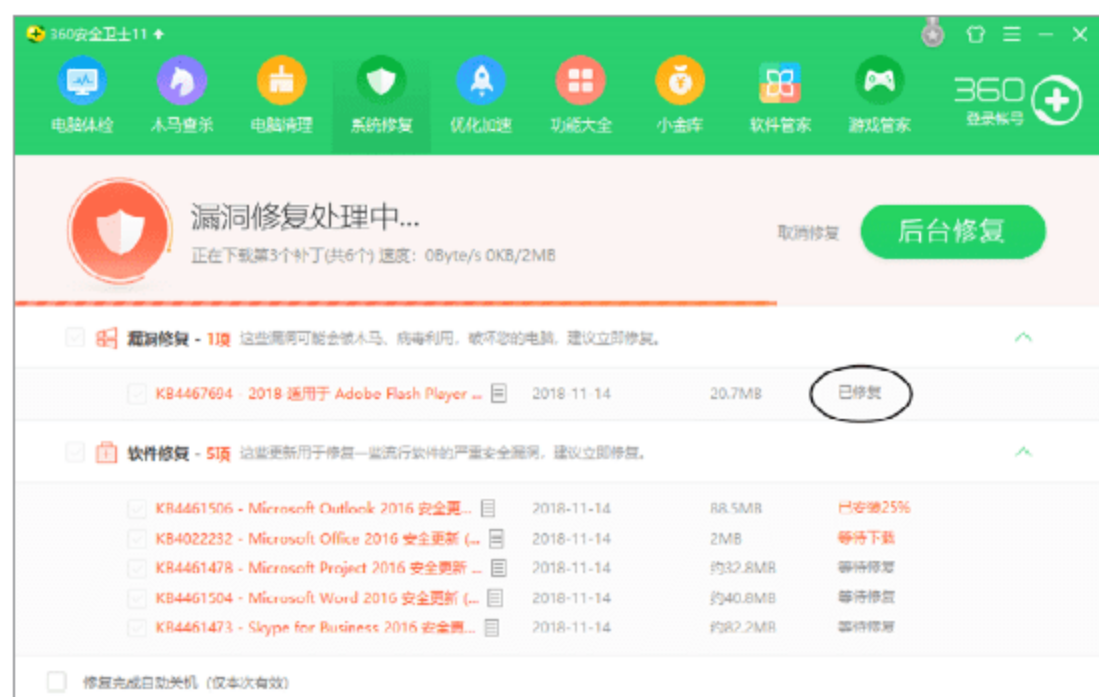 360安全卫士11
电脑体检 木马查杀 电脑清理 系统修复 优化加速 功能大全 小金库 软件管家 游戏管家 360 登录帐号
漏洞修复处理中...
正在下载第3个补丁(共6个) 速度：0Byte/s 0KB/2MB
取消修复 后台修复
漏洞修复 - 1项 这些漏洞可能会被木马、病毒利用，破坏您的电脑，建议立即修复。
KB4467694 - 2018 适用于 Adobe Flash Player ... 2018-11-14 20.7MB 已修复
软件修复 - 5项 这些更新用于修复一些流行软件的严重安全漏洞，建议立即修复。
KB4461506 - Microsoft Outlook 2016 安全更... 2018-11-14 88.5MB 已安装25%
KB4022232 - Microsoft Office 2016 安全更新 (... 2018-11-14 2MB 等待下载
KB4461478 - Microsoft Project 2016 安全更新 ... 2018-11-14 约32.8MB 等待修复
KB4461504 - Microsoft Word 2016 安全更新 (... 2018-11-14 约40.8MB 等待修复
KB4461473 - Skype for Business 2016 安全更... 2018-11-14 约82.2MB 等待修复
修复完成自动关机（仅本次有效）